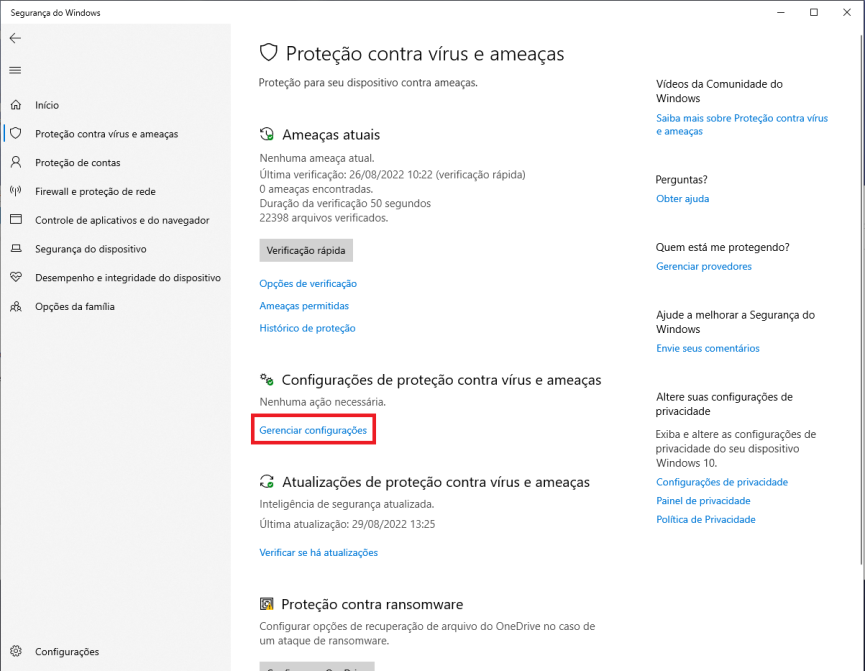 Segurança do Windows
Início
Proteção contra vírus e ameaças
Proteção de contas
Firewall e proteção de rede
Controle de aplicativos e do navegador
Segurança do dispositivo
Desempenho e integridade do dispositivo
Opções da família
Configurações
Proteção contra vírus e ameaças
Proteção para seu dispositivo contra ameaças.
Ameaças atuais
Nenhuma ameaça atual.
Última verificação: 26/08/2022 10:22 (verificação rápida)
0 ameaças encontradas.
Duração da verificação 50 segundos
22398 arquivos verificados.
Verificação rápida
Opções de verificação
Ameaças permitidas
Histórico de proteção
Configurações de proteção contra vírus e ameaças
Nenhuma ação necessária.
Gerenciar configurações
Atualizações de proteção contra vírus e ameaças
Inteligência de segurança atualizada.
Última atualização: 29/08/2022 13:25
Verificar se há atualizações
Proteção contra ransomware
Configurar opções de recuperação de arquivo do OneDrive no caso de
um ataque de ransomware.
Vídeos da Comunidade do
Windows
Saiba mais sobre Proteção contra vírus
e ameaças
Perguntas?
Obter ajuda
Quem está me protegendo?
Gerenciar provedores
Ajude a melhorar a Segurança do
Windows
Envie seus comentários
Altere suas configurações de
privacidade
Exiba e altere as configurações de
privacidade do seu dispositivo
Windows 10.
Configurações de privacidade
Painel de privacidade
Política de Privacidade